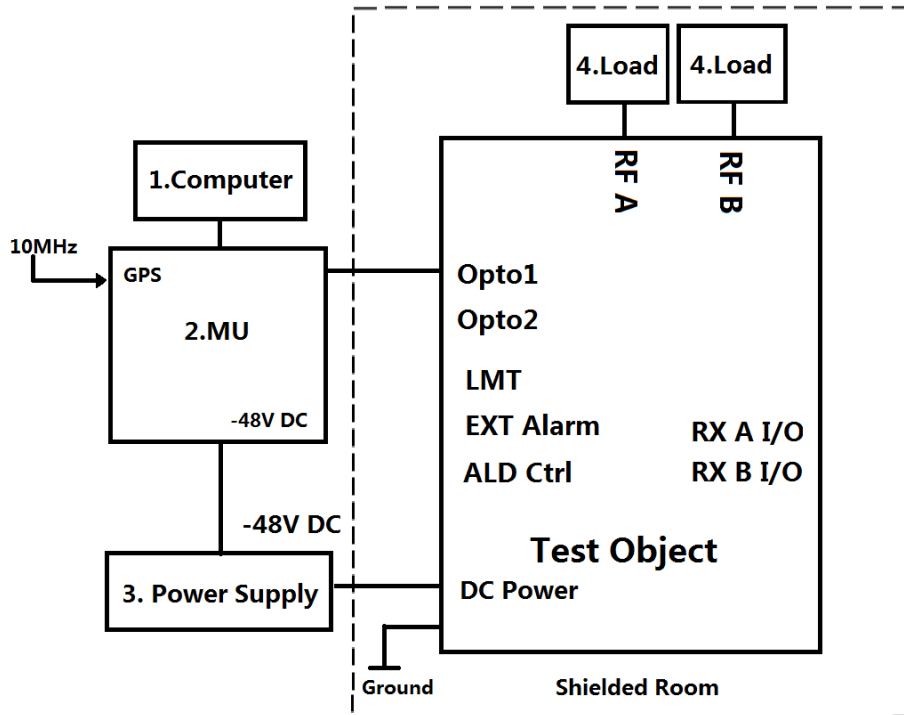 4.Load
4.Load
RF A
RF B
1.Computer
10MHz
GPS
2.MU
-48V DC
-48V DC
3. Power Supply
Opto1
Opto2
LMT
EXT Alarm
ALD Ctrl
RX A I/O
RX B I/O
Test Object
DC Power
Ground
Shielded Room